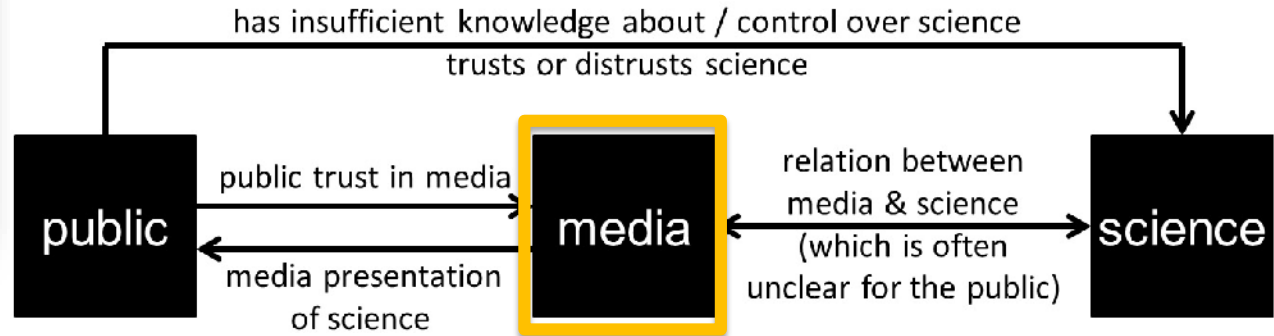 has insufficient knowledge about / control over science
trusts or distrusts science
public
public trust in media
media presentation
of science
media
relation between
media & science
(which is often
unclear for the public)
science